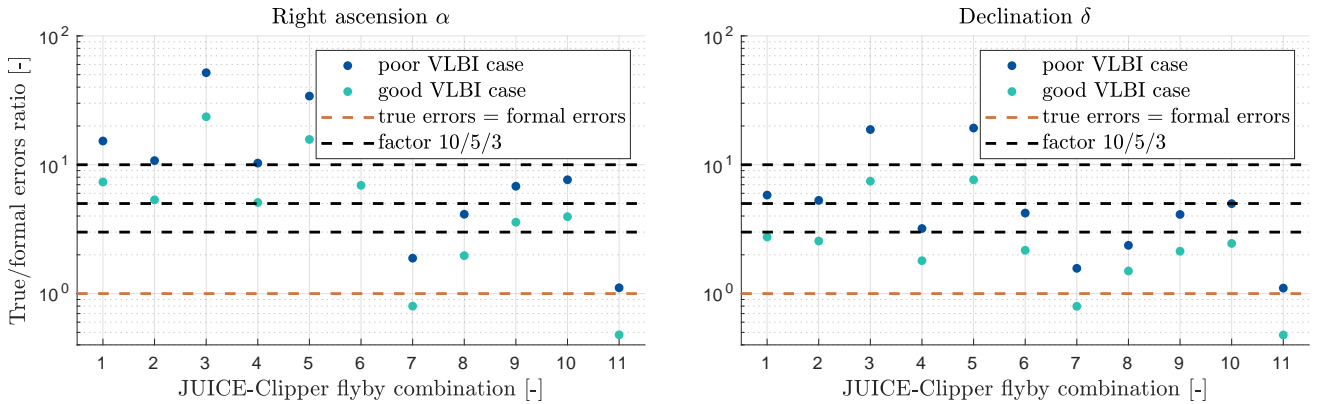 Right ascension α
True/formal errors ratio [-]
10²
10¹
10⁰
poor VLBI case
good VLBI case
true errors = formal errors
factor 10/5/3
1 2 3 4 5 6 7 8 9 10 11
JUICE-Clipper flyby combination [-]
Declination δ
10²
10¹
10⁰
poor VLBI case
good VLBI case
true errors = formal errors
factor 10/5/3
1 2 3 4 5 6 7 8 9 10 11
JUICE-Clipper flyby combination [-]